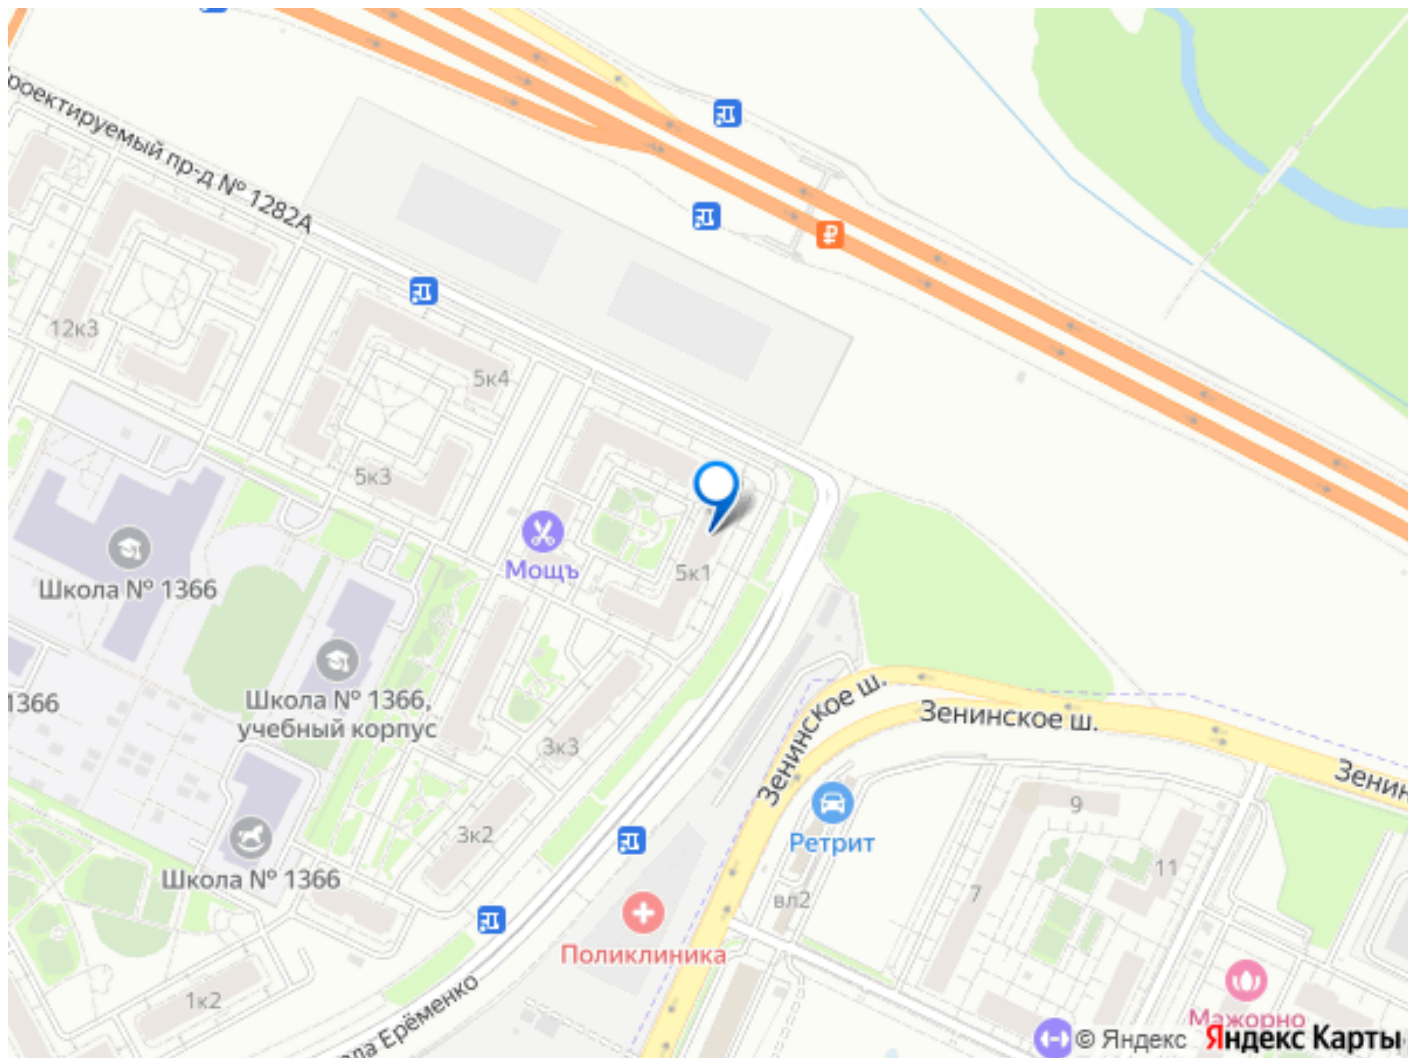 роектируемый пр-д № 1282А
12к3
5к4
5к3
Мощъ
5к1
Школа № 1366
1366
Школа № 1366,
учебный корпус
3к3
Зенинское ш.
Зенинское ш.
Зенин
3к2
Ретрит
9
11
7
вл2
Школа № 1366
Поликлиника
1к2
ла Ерёменко
Мажорно
© Яндекс Яндекс Карты